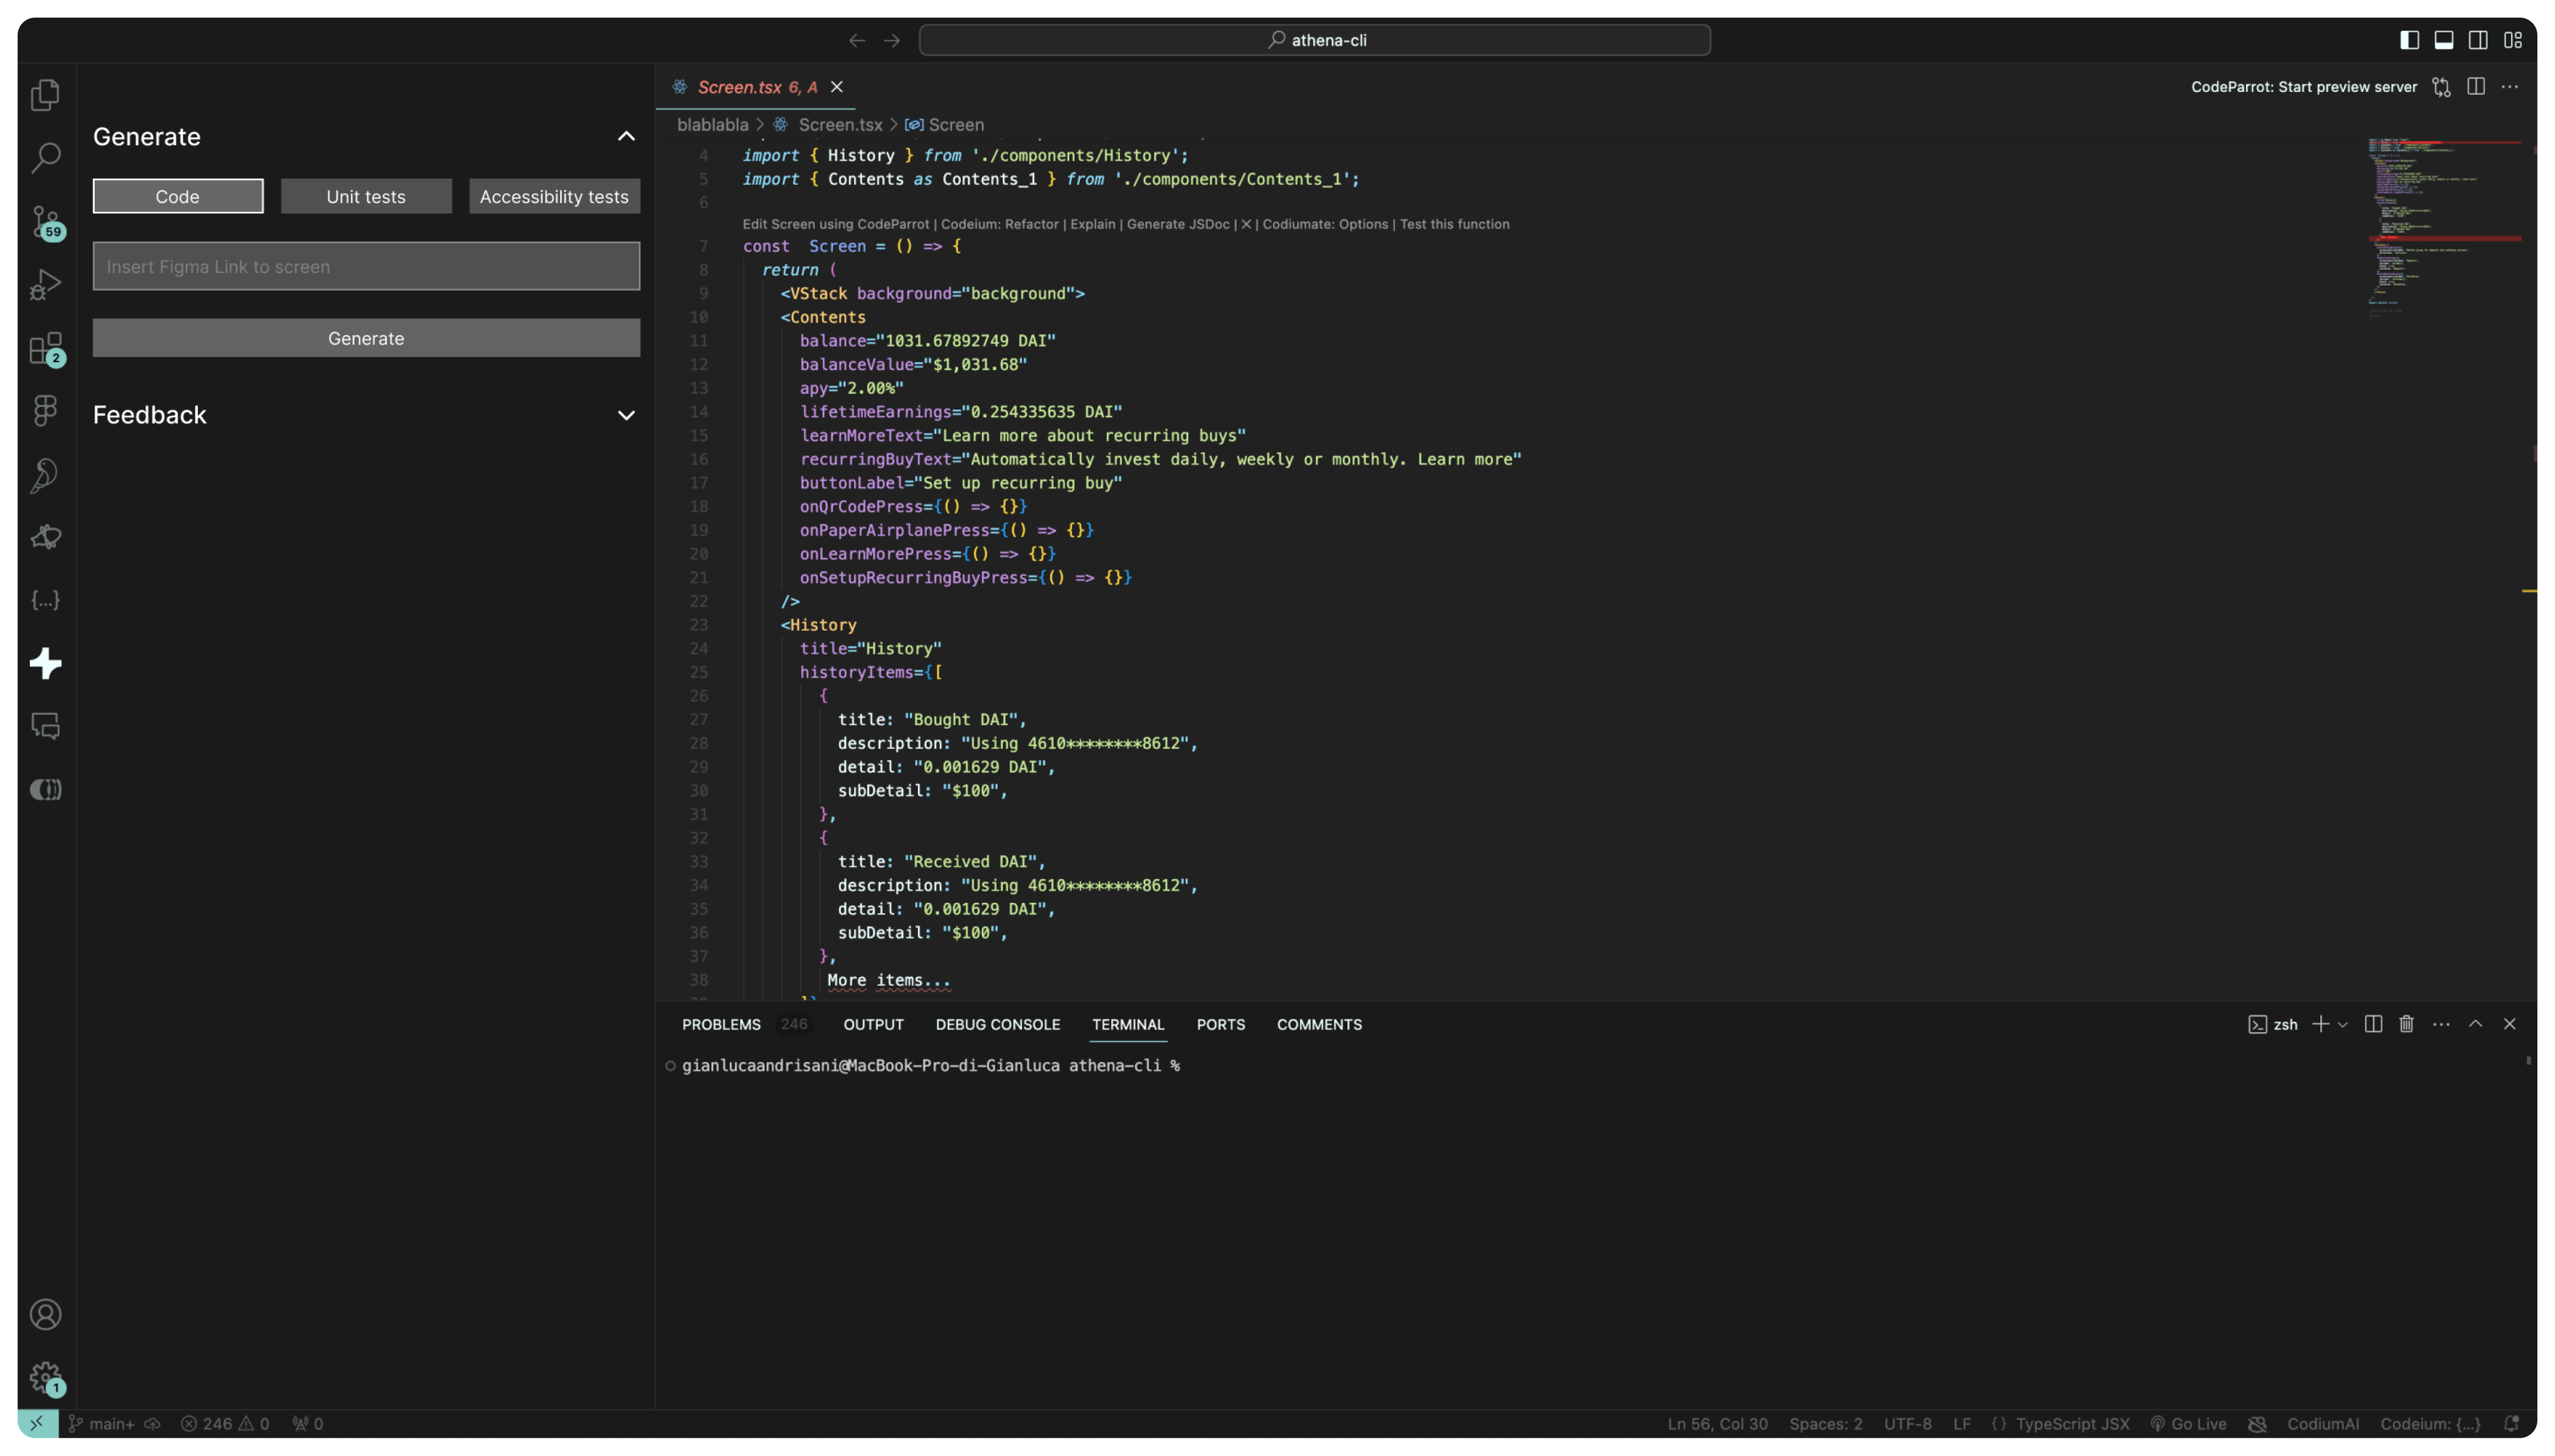 athena-cli
Generate
Code
Unit tests
Accessibility tests
Insert Figma Link to screen
Generate
Feedback
59
2
1
Screen.tsx 6, A
CodeParrot: Start preview server
blablabla > Screen.tsx > Screen
4 import { History } from './components/History';
5 import { Contents as Contents_1 } from './components/Contents_1';
6
Edit Screen using CodeParrot | Codeium: Refactor | Explain | Generate JSDoc | X | Codiumate: Options | Test this function
7 const Screen = () => {
8 return (
9 <VStack background="background">
10 <Contents
11 balance="1031.67892749 DAI"
12 balanceValue="$1,031.68"
13 apy="2.00%"
14 lifetimeEarnings="0.254335635 DAI"
15 learnMoreText="Learn more about recurring buys"
16 recurringBuyText="Automatically invest daily, weekly or monthly. Learn more"
17 buttonLabel="Set up recurring buy"
18 onQrCodePress={() => {}}
19 onPaperAirplanePress={() => {}}
20 onLearnMorePress={() => {}}
21 onSetupRecurringBuyPress={() => {}}
22 />
23 <History
24 title="History"
25 historyItems={[
26 {
27 title: "Bought DAI",
28 description: "Using 4610********8612",
29 detail: "0.001629 DAI",
30 subDetail: "$100",
31 },
32 {
33 title: "Received DAI",
34 description: "Using 4610********8612",
35 detail: "0.001629 DAI",
36 subDetail: "$100",
37 },
38 More items...
PROBLEMS 246 OUTPUT DEBUG CONSOLE TERMINAL PORTS COMMENTS
zsh
gianlucaandrisani@MacBook-Pro-di-Gianluca athena-cli %
main+ 246 0 0
Ln 56, Col 30 Spaces: 2 UTF-8 LF {} TypeScript JSX Go Live CodiumAI Codeium: {...}